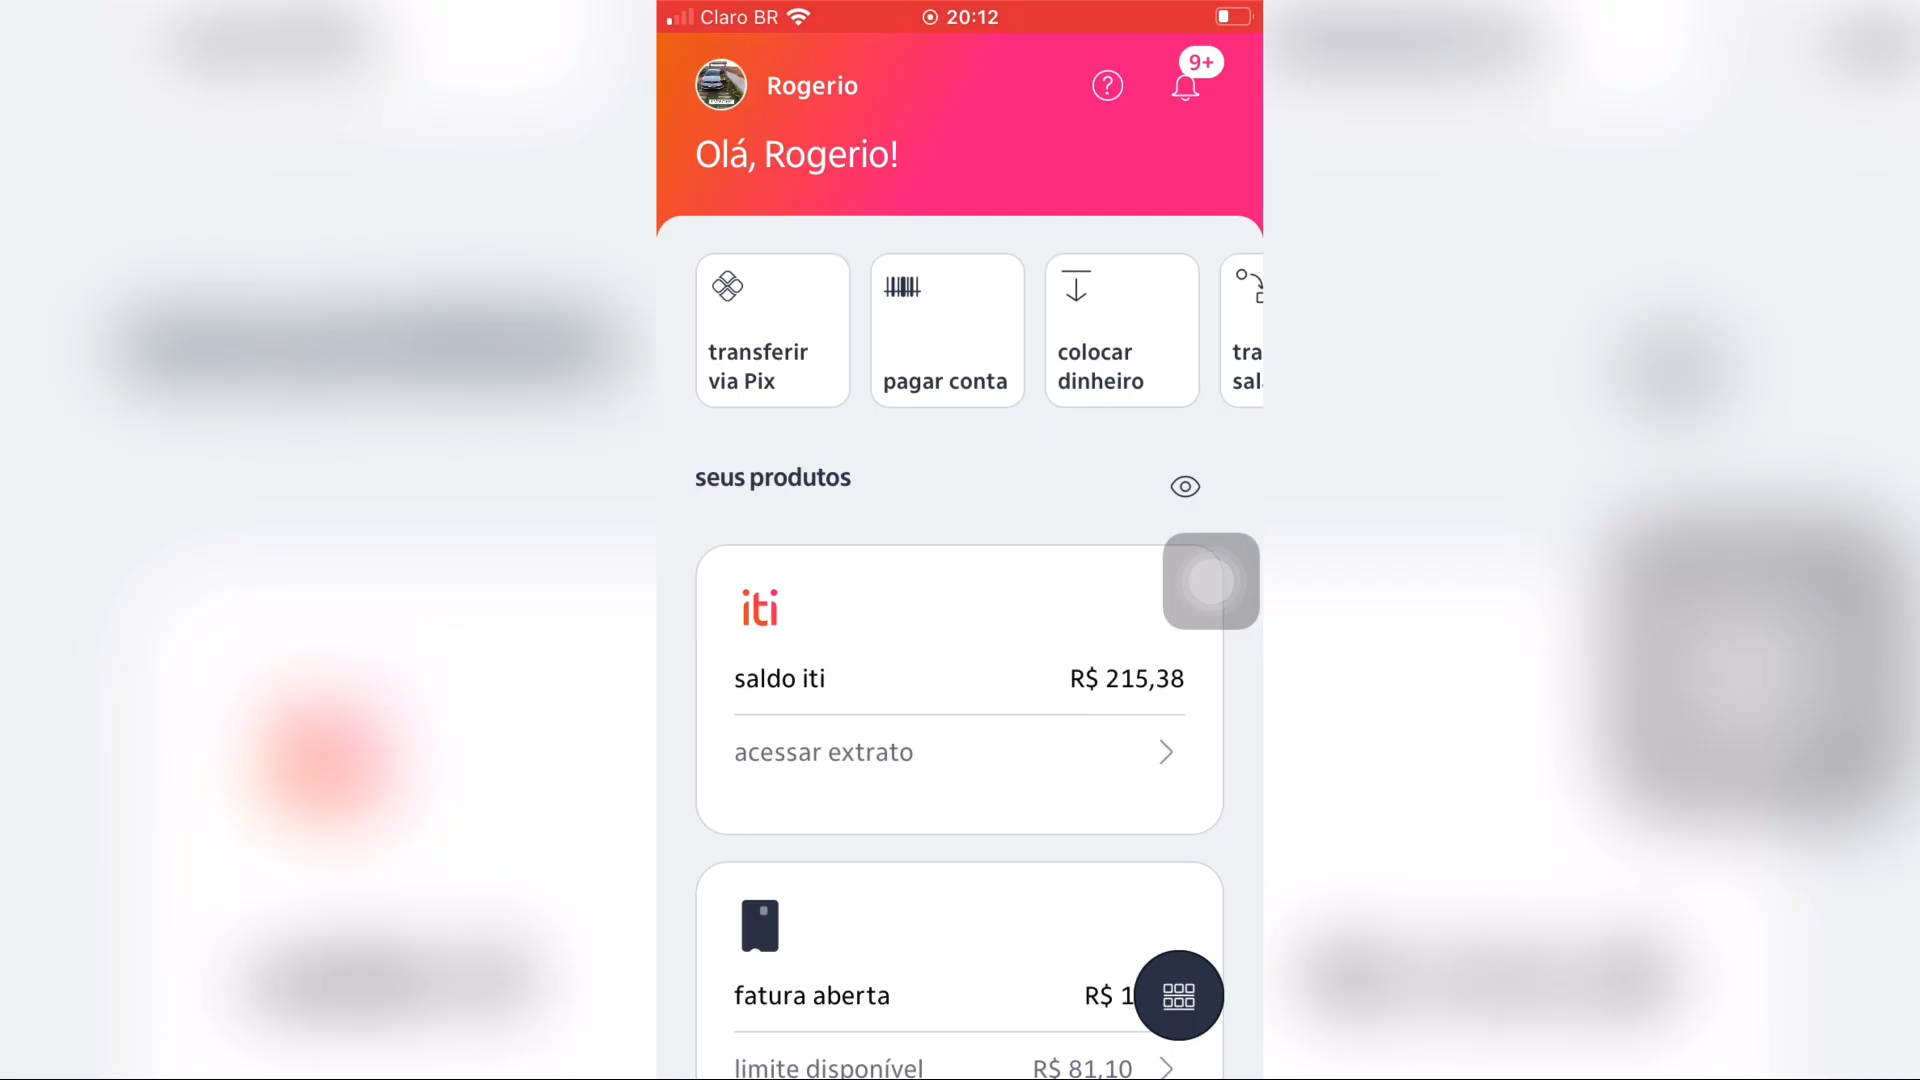 Claro BR
20:12
9+
Rogerio
Olá, Rogerio!
transferir
via Pix
pagar conta
colocar
dinheiro
tra
sal
seus produtos
iti
saldo iti R$ 215,38
acessar extrato
fatura aberta R$ 1
limite disponível R$ 81,10